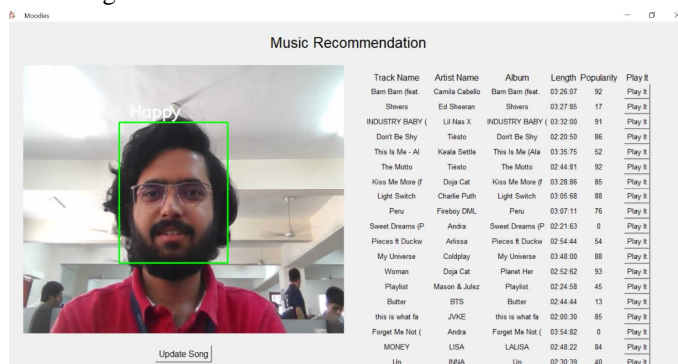 Moodies
Music Recommendation
Happy
Track Name Artist Name Album Length Popularity Play It
Bam Bam (feat. Camila Cabello Bam Bam (feat. 03:26:07 92 Play It
Shivers Ed Sheeran Shivers 03:27:85 17 Play It
INDUSTRY BABY ( Lil Nas X INDUSTRY BABY ( 03:32:00 91 Play It
Don't Be Shy Tiësto Don't Be Shy 02:20:50 86 Play It
This Is Me - Al Keala Settle This Is Me (Ala 03:35:75 52 Play It
The Motto Tiësto The Motto 02:44:81 92 Play It
Kiss Me More (f Doja Cat Kiss Me More (f 03:28:86 85 Play It
Light Switch Charlie Puth Light Switch 03:05:68 88 Play It
Peru Fireboy DML Peru 03:07:11 76 Play It
Sweet Dreams (P Andra Sweet Dreams (P 02:21:63 0 Play It
Pieces ft Duckw Arlissa Pieces ft Duckw 02:54:44 54 Play It
My Universe Coldplay My Universe 03:48:00 88 Play It
Woman Doja Cat Planet Her 02:52:62 93 Play It
Playlist Mason & Julez Playlist 02:24:58 45 Play It
Butter BTS Butter 02:44:44 13 Play It
this is what fa JVKE this is what fa 02:00:30 85 Play It
Forget Me Not ( Andra Forget Me Not ( 03:54:82 0 Play It
MONEY LISA LALISA 02:48:22 84 Play It
Up INNA Up 02:30:39 40 Play It
Update Song